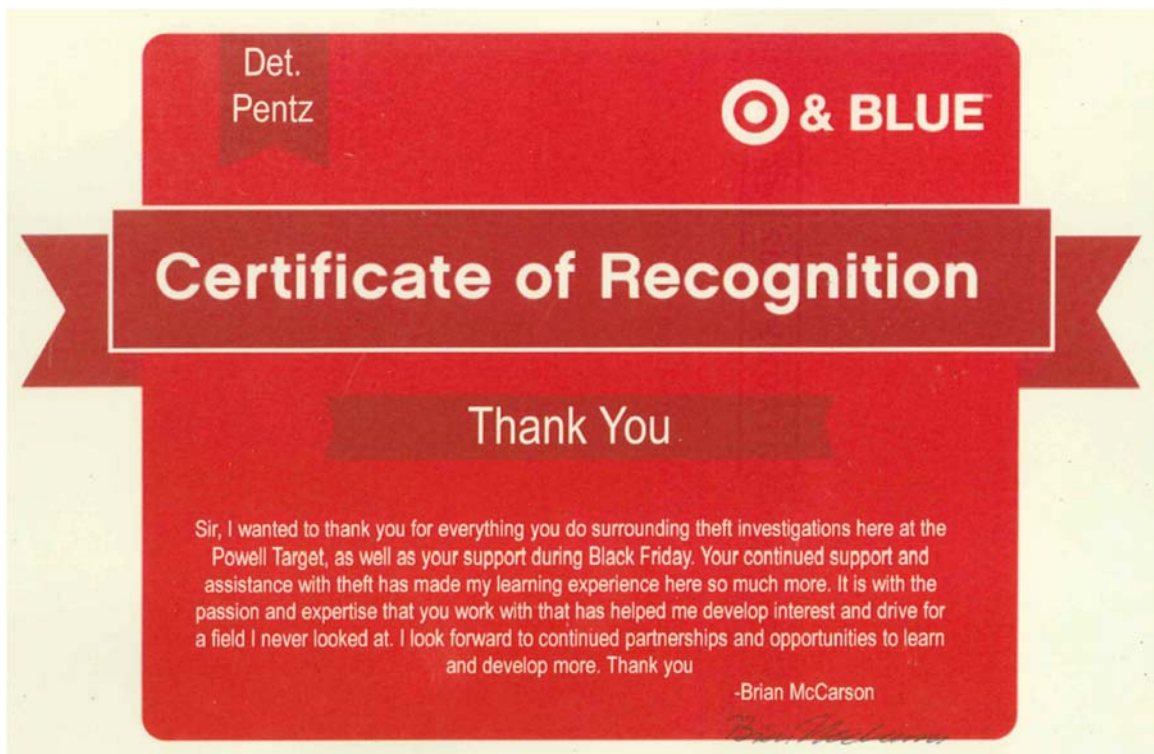 Det.
Pentz
& BLUE™
Certificate of Recognition
Thank You
Sir, I wanted to thank you for everything you do surrounding theft investigations here at the
Powell Target, as well as your support during Black Friday. Your continued support and
assistance with theft has made my learning experience here so much more. It is with the
passion and expertise that you work with that has helped me develop interest and drive for
a field I never looked at. I look forward to continued partnerships and opportunities to learn
and develop more. Thank you
-Brian McCarson